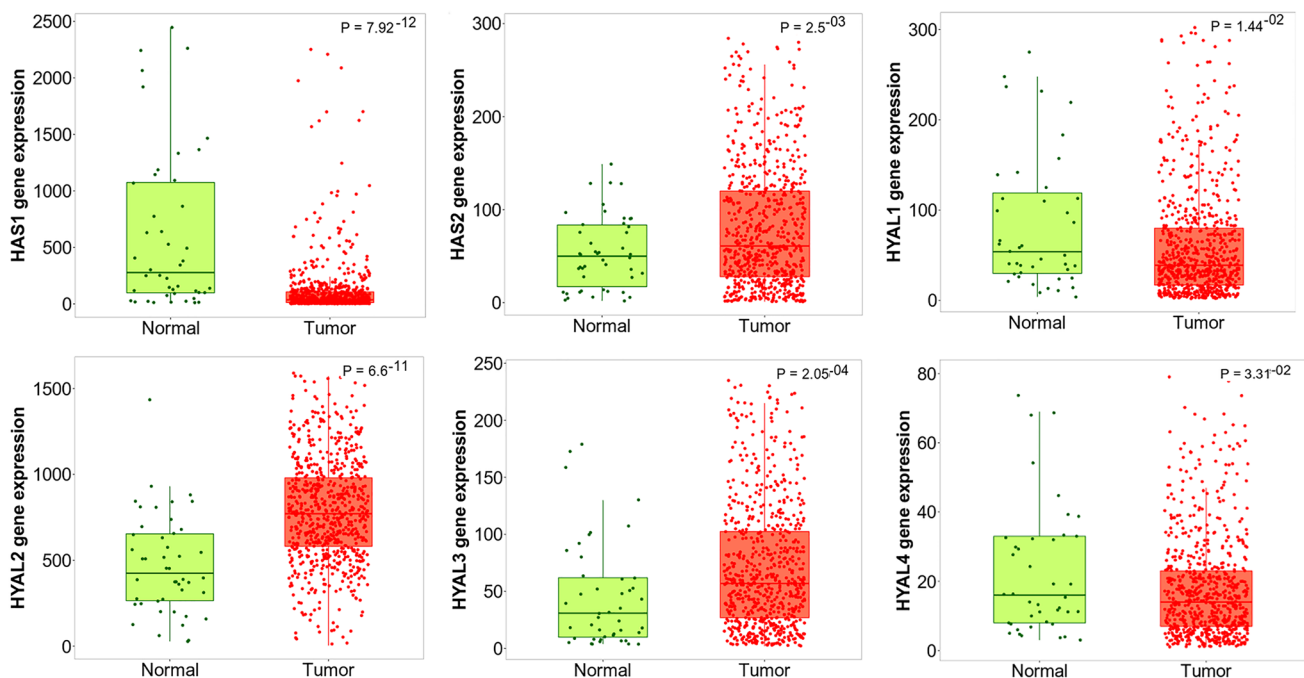 HAS1 gene expression
2500
2000
1500
1000
500
0
P = 7.92-12
Normal Tumor
HAS2 gene expression
300
200
100
0
P = 2.5-03
Normal Tumor
HYAL1 gene expression
300
200
100
0
P = 1.44-02
Normal Tumor
HYAL2 gene expression
1500
1000
500
0
P = 6.6-11
Normal Tumor
HYAL3 gene expression
250
200
150
100
50
0
P = 2.05-04
Normal Tumor
HYAL4 gene expression
80
60
40
20
0
P = 3.31-02
Normal Tumor